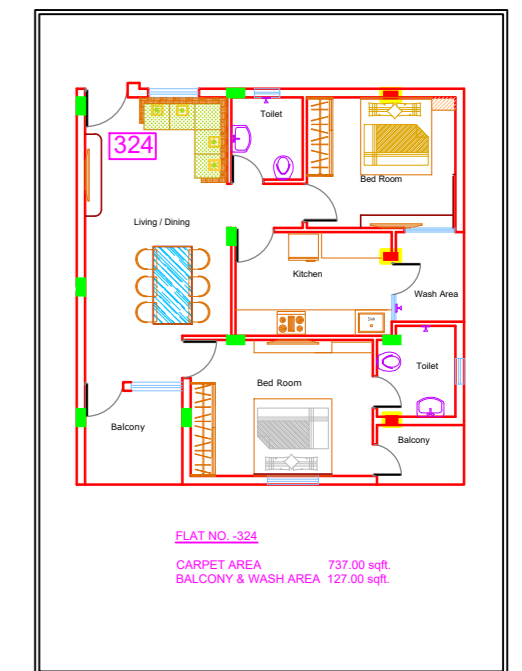 Toilet
324
Bed Room
Living / Dining
Kitchen
Wash Area
Toilet
Bed Room
Balcony
Balcony
FLAT NO. -324
CARPET AREA 737.00 sqft.
BALCONY & WASH AREA 127.00 sqft.